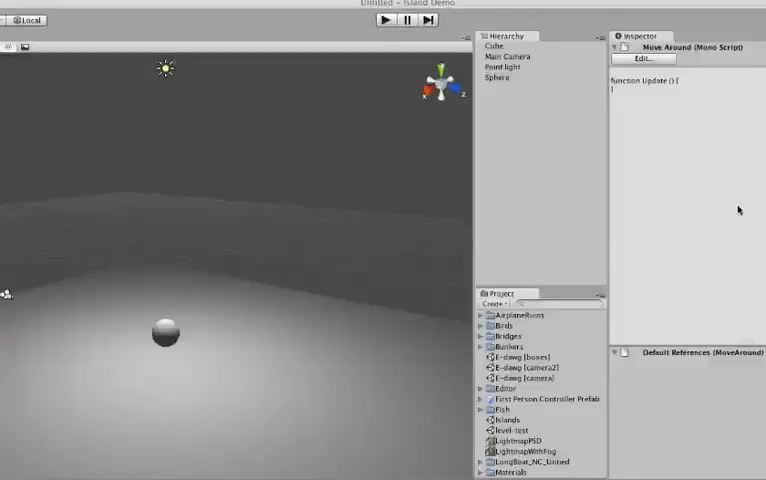 Untitled - Island Demo
Local
Hierarchy
Cube
Main Camera
Point light
Sphere
Inspector
Move Around (Mono Script)
Edit...
function Update () {
}
Project
Create
AirplaneRuins
Birds
Bridges
Bunkers
E-dawg [boxes]
E-dawg [camera2]
E-dawg [camera]
Editor
First Person Controller Prefab
Fish
Islands
level-test
LightmapPSD
LightmapWithFog
LongBoat_NC_Untied
Materials
Default References (MoveAround)
x
z